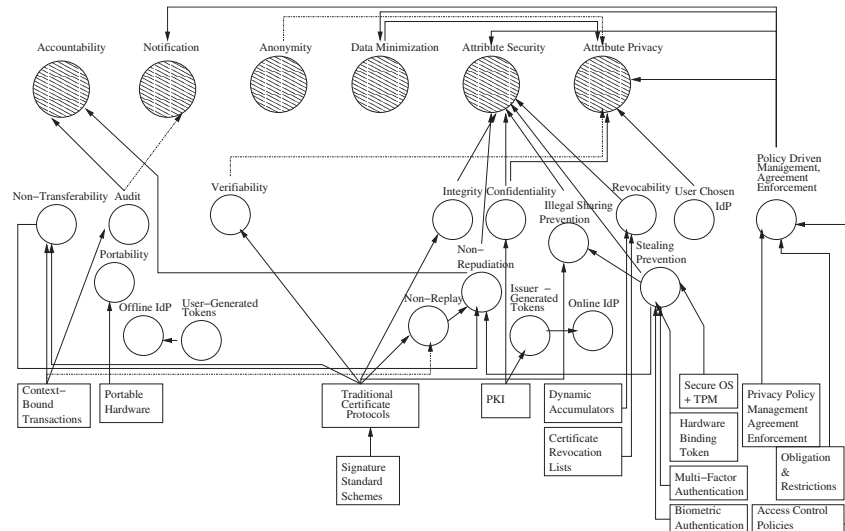 Accountability
Notification
Anonymity
Data Minimization
Attribute Security
Attribute Privacy
Policy Driven
Management,
Agreement
Enforcement
Non−Transferability
Audit
Verifiability
Integrity
Confidentiality
Illegal Sharing
Prevention
Revocability
User Chosen
IdP
Portability
Non−
Repudiation
Stealing
Prevention
Offline IdP
User−Generated
Tokens
Non−Replay
Issuer −
Generated
Tokens
Online IdP
Context−
Bound
Transactions
Portable
Hardware
Traditional
Certificate
Protocols
PKI
Dynamic
Accumulators
Secure OS
+ TPM
Privacy Policy
Management
Agreement
Enforcement
Signature
Standard
Schemes
Certificate
Revocation
Lists
Hardware
Binding
Token
Obligation
&
Restrictions
Multi−Factor
Authentication
Biometric
Authentication
Access Control
Policies